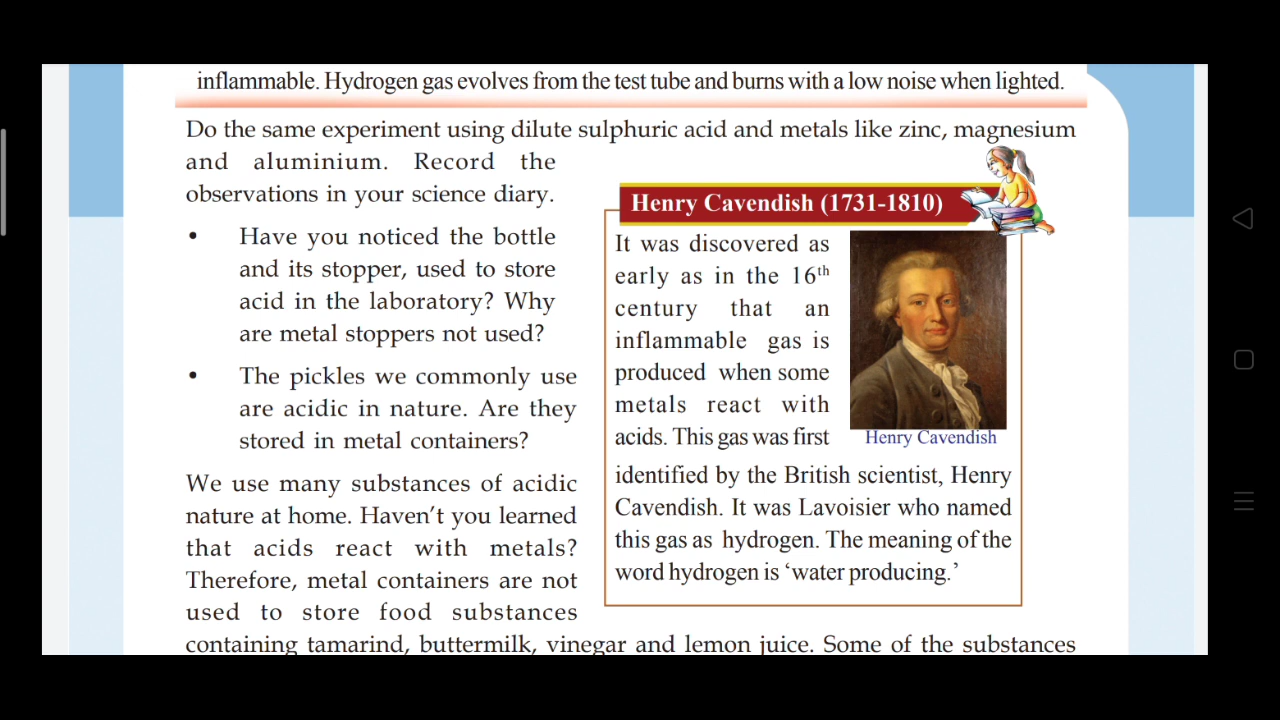 inflammable. Hydrogen gas evolves from the test tube and burns with a low noise when lighted.
Do the same experiment using dilute sulphuric acid and metals like zinc, magnesium
and aluminium. Record the
observations in your science diary.
• Have you noticed the bottle
and its stopper, used to store
acid in the laboratory? Why
are metal stoppers not used?
• The pickles we commonly use
are acidic in nature. Are they
stored in metal containers?
We use many substances of acidic
nature at home. Haven’t you learned
that acids react with metals?
Therefore, metal containers are not
used to store food substances
containing tamarind, buttermilk, vinegar and lemon juice. Some of the substances
Henry Cavendish (1731-1810)
It was discovered as
early as in the 16th
century that an
inflammable gas is
produced when some
metals react with
acids. This gas was first
Henry Cavendish
identified by the British scientist, Henry
Cavendish. It was Lavoisier who named
this gas as hydrogen. The meaning of the
word hydrogen is ‘water producing.’